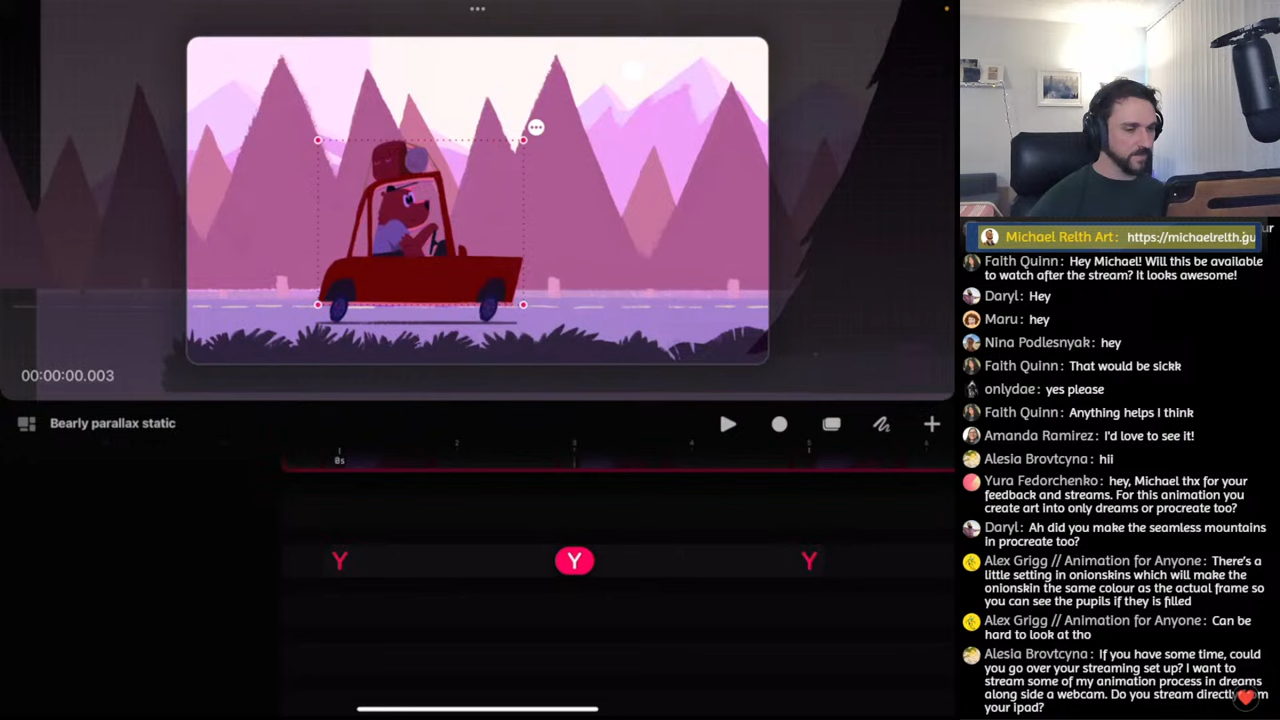 00:00:00.003
Bearly parallax static
0s
2
3
4
5
6
Y
Y
Y
Michael Relth Art: https://michaelrelth.gu
Faith Quinn: Hey Michael! Will this be available
to watch after the stream? It looks awesome!
Daryl: Hey
Maru: hey
Nina Podlesnyak: hey
Faith Quinn: That would be sickk
onlydae: yes please
Faith Quinn: Anything helps I think
Amanda Ramirez: I'd love to see it!
Alesia Brovtcyna: hii
Yura Fedorchenko: hey, Michael thx for your
feedback and streams. For this animation you
create art into only dreams or procreate too?
Daryl: Ah did you make the seamless mountains
in procreate too?
Alex Grigg // Animation for Anyone: There's a
little setting in onionskins which will make the
onionskin the same colour as the actual frame so
you can see the pupils if they is filled
Alex Grigg // Animation for Anyone: Can be
hard to look at tho
Alesia Brovtcyna: If you have some time, could
you go over your streaming set up? I want to
stream some of my animation process in dreams
along side a webcam. Do you stream directly om
your ipad?